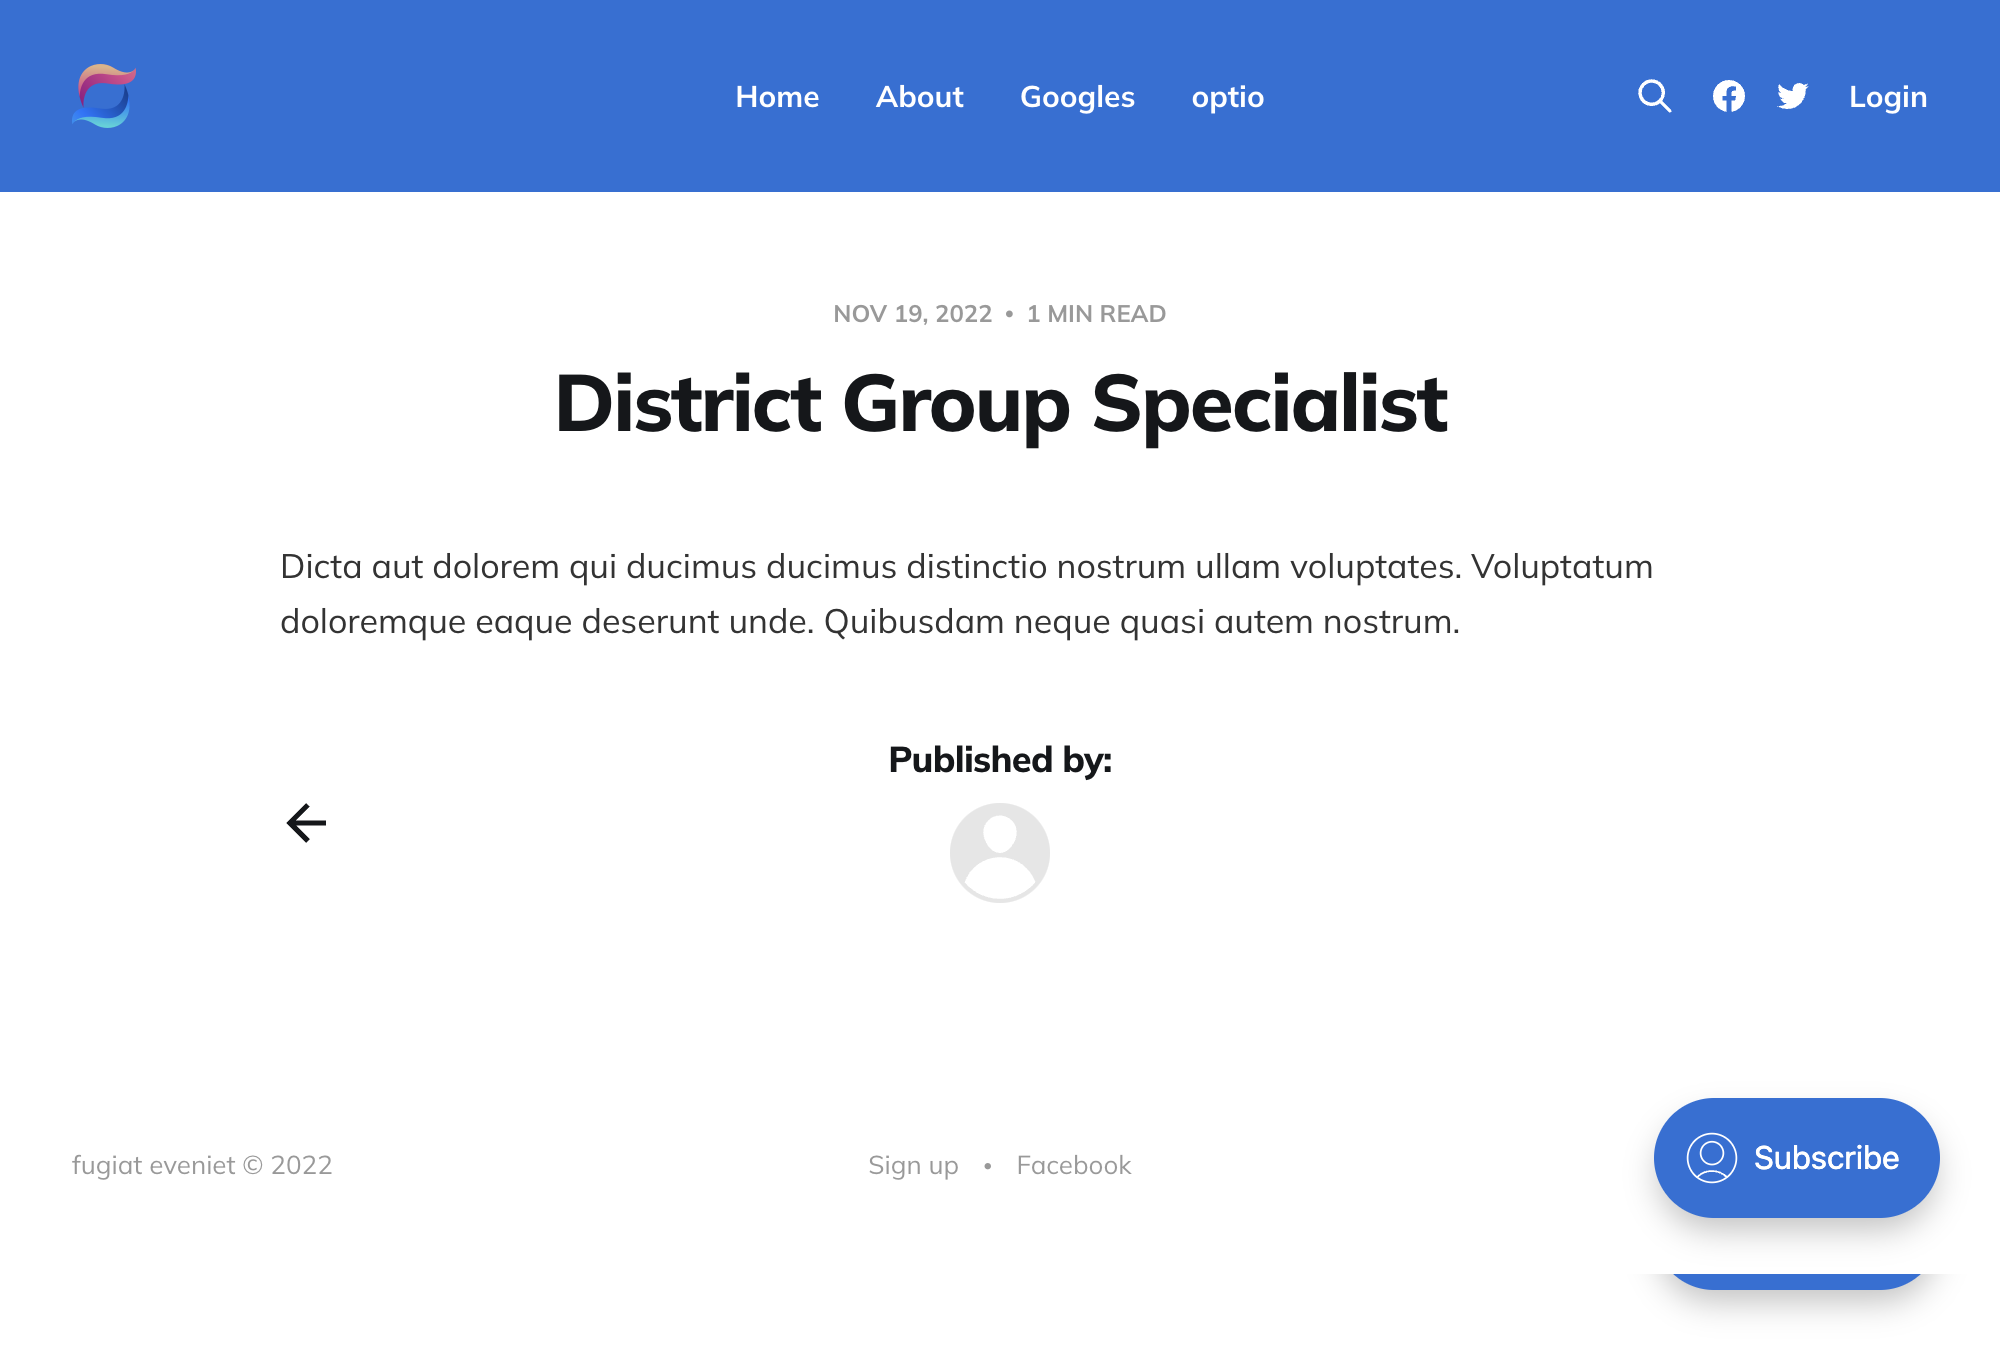 Home About Googles optio Login
NOV 19, 2022 • 1 MIN READ
District Group Specialist
Dicta aut dolorem qui ducimus ducimus distinctio nostrum ullam voluptates. Voluptatum
doloremque eaque deserunt unde. Quibusdam neque quasi autem nostrum.
Published by:
fugiat eveniet © 2022
Sign up • Facebook
Subscribe